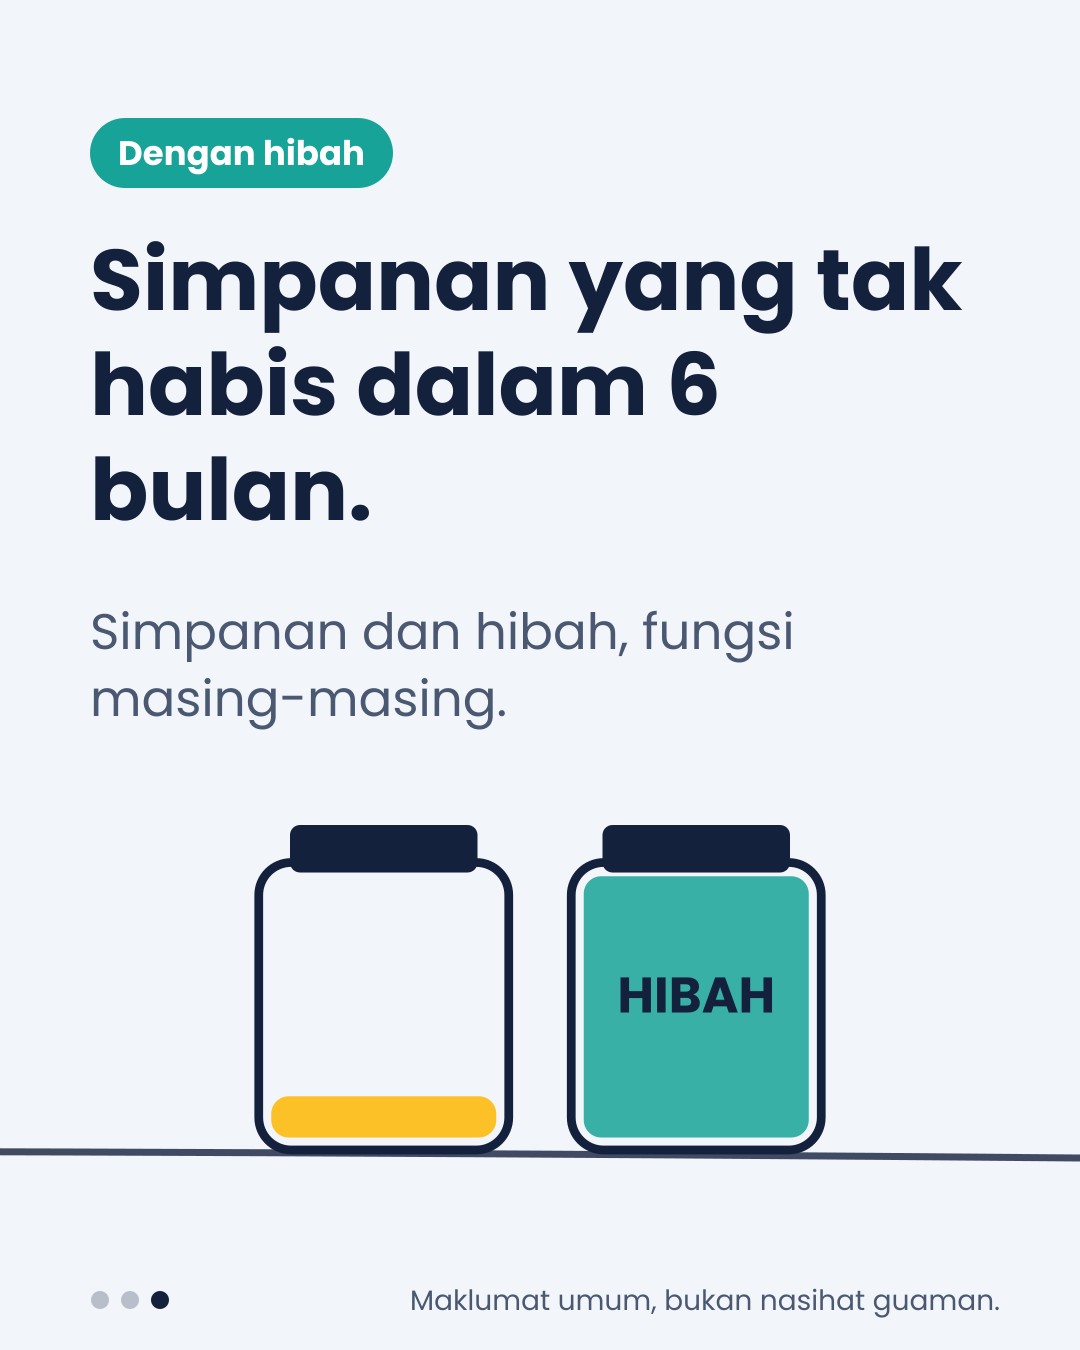 Dengan hibah
Simpanan yang tak
habis dalam 6
bulan.
Simpanan dan hibah, fungsi
masing-masing.
HIBAH
Maklumat umum, bukan nasihat guaman.